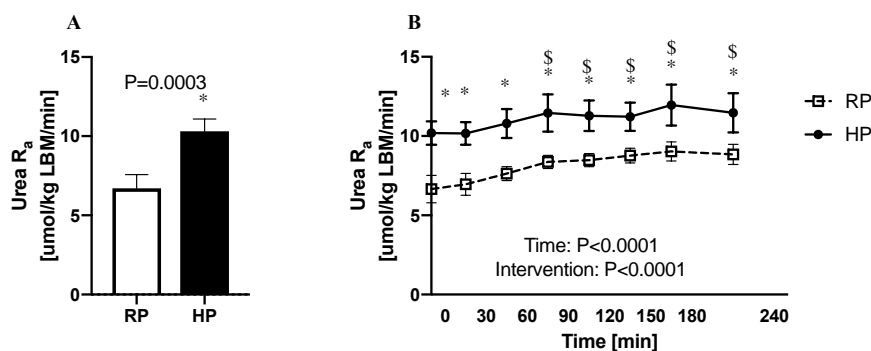 A
15
10
5
0
Urea Ra
[umol/kg LBM/min]
P=0.0003
*
RP
HP
B
15
10
5
0
Urea Ra
[umol/kg LBM/min]
* * * $ * $ * $ * $ * $ *
Time: P<0.0001
Intervention: P<0.0001
0 30 60 90 120 150 180 240
Time [min]
RP
HP